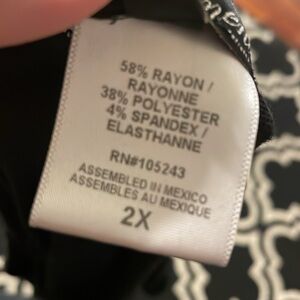 58% RAYON /
RAYONNE
38% POLYESTER
4% SPANDEX /
ELASTHANNE
RN#105243
ASSEMBLED IN MEXICO
ASSEMBLES AU MEXIQUE
2X